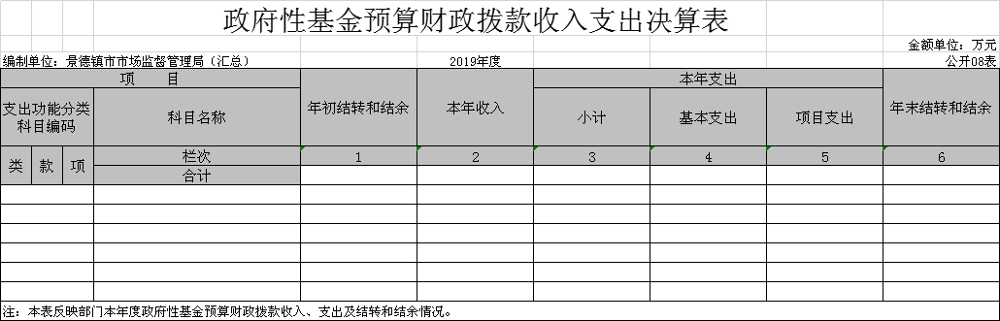 政府性基金预算财政拨款收入支出决算表
金额单位：万元
编制单位：景德镇市市场监督管理局（汇总） 2019年度 公开08表
项 目 年初结转和结余 本年收入 本年支出 年末结转和结余
支出功能分类科目编码 科目名称 小计 基本支出 项目支出
类 款 项 栏次 1 2 3 4 5 6
合计
注：本表反映部门本年度政府性基金预算财政拨款收入、支出及结转和结余情况。